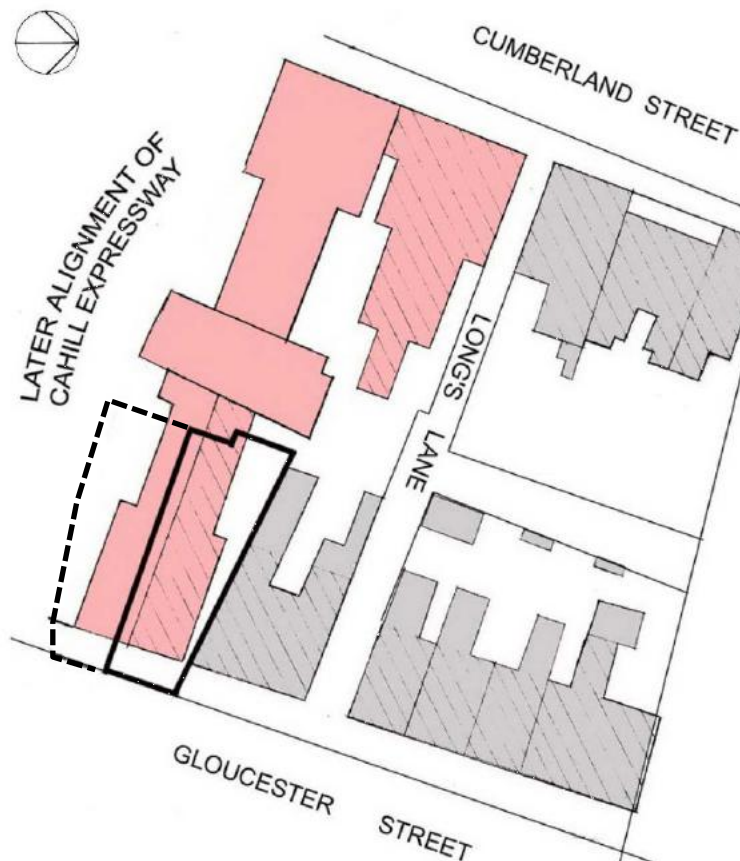 CUMBERLAND STREET
LATER ALIGNMENT OF
CAHILL EXPRESSWAY
LONG'S
LANE
GLOUCESTER STREET